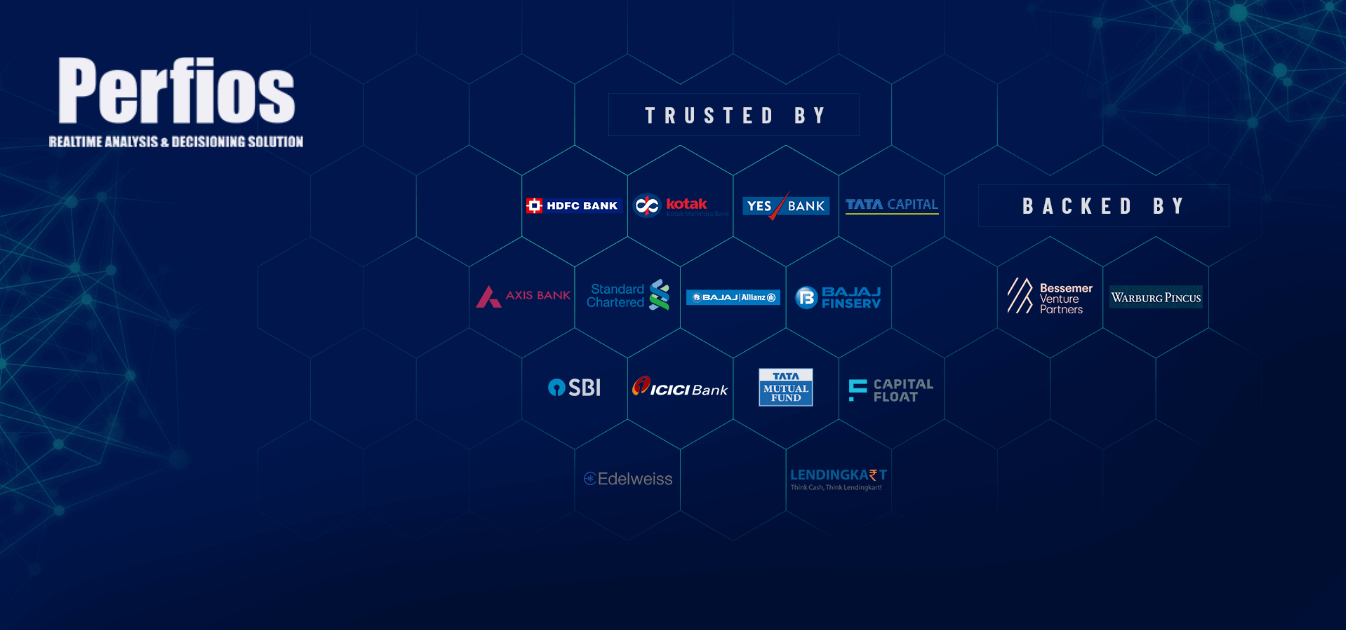 Perfios
REALTIME ANALYSIS & DECISIONING SOLUTION
TRUSTED BY
HDFC BANK
kotak
Kotak Mahindra Bank
YES BANK
TATA CAPITAL
BACKED BY
AXIS BANK
Standard
Chartered
BAJAJ | Allianz
BAJAJ
FINSERV
Bessemer
Venture
Partners
WARBURG PINCUS
SBI
ICICI Bank
TATA
MUTUAL
FUND
CAPITAL
FLOAT
Edelweiss
LENDINGKA₹T
Think Cash, Think Lendingkart!